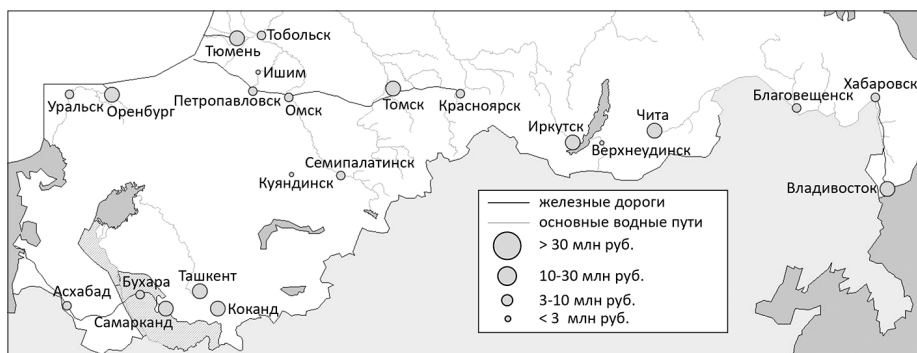 Тобольск
Тюмень
Ишим
Хабаровск
Уральск
Оренбург
Петропавловск
Омск
Томск
Красноярск
Благовещенск
Чита
Иркутск
Верхнеудинск
Семипалатинск
Куяндинск
Владивосток
железные дороги
основные водные пути
> 30 млн руб.
10-30 млн руб.
3-10 млн руб.
< 3 млн руб.
Ташкент
Бухара
Асхабад
Коканд
Самарканд